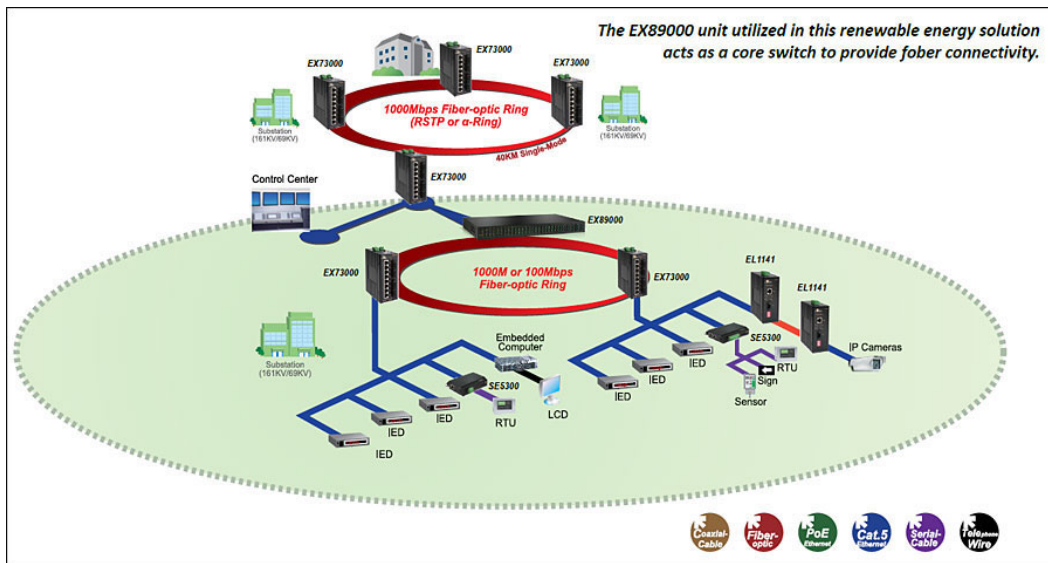 The EX89000 unit utilized in this renewable energy solution
acts as a core switch to provide fober connectivity.
EX73000
EX73000
EX73000
1000Mbps Fiber-optic Ring
(RSTP or α-Ring)
Substation
(161KV/69KV)
Substation
(161KV/69KV)
40KM Single-Mode
EX73000
Control Center
EX89000
EX73000
1000M or 100Mbps
Fiber-optic Ring
EX73000
EL1141
EL1141
SE5300
IP Cameras
RTU
Sign
Sensor
IED
IED
IED
Substation
(161KV/69KV)
Embedded
Computer
SE5300
LCD
RTU
IED
IED
IED
Coaxial-
Cable
Fiber-
optic
PoE
Ethernet
Cat.5
Ethernet
Serial-
Cable
Telephone
Wire